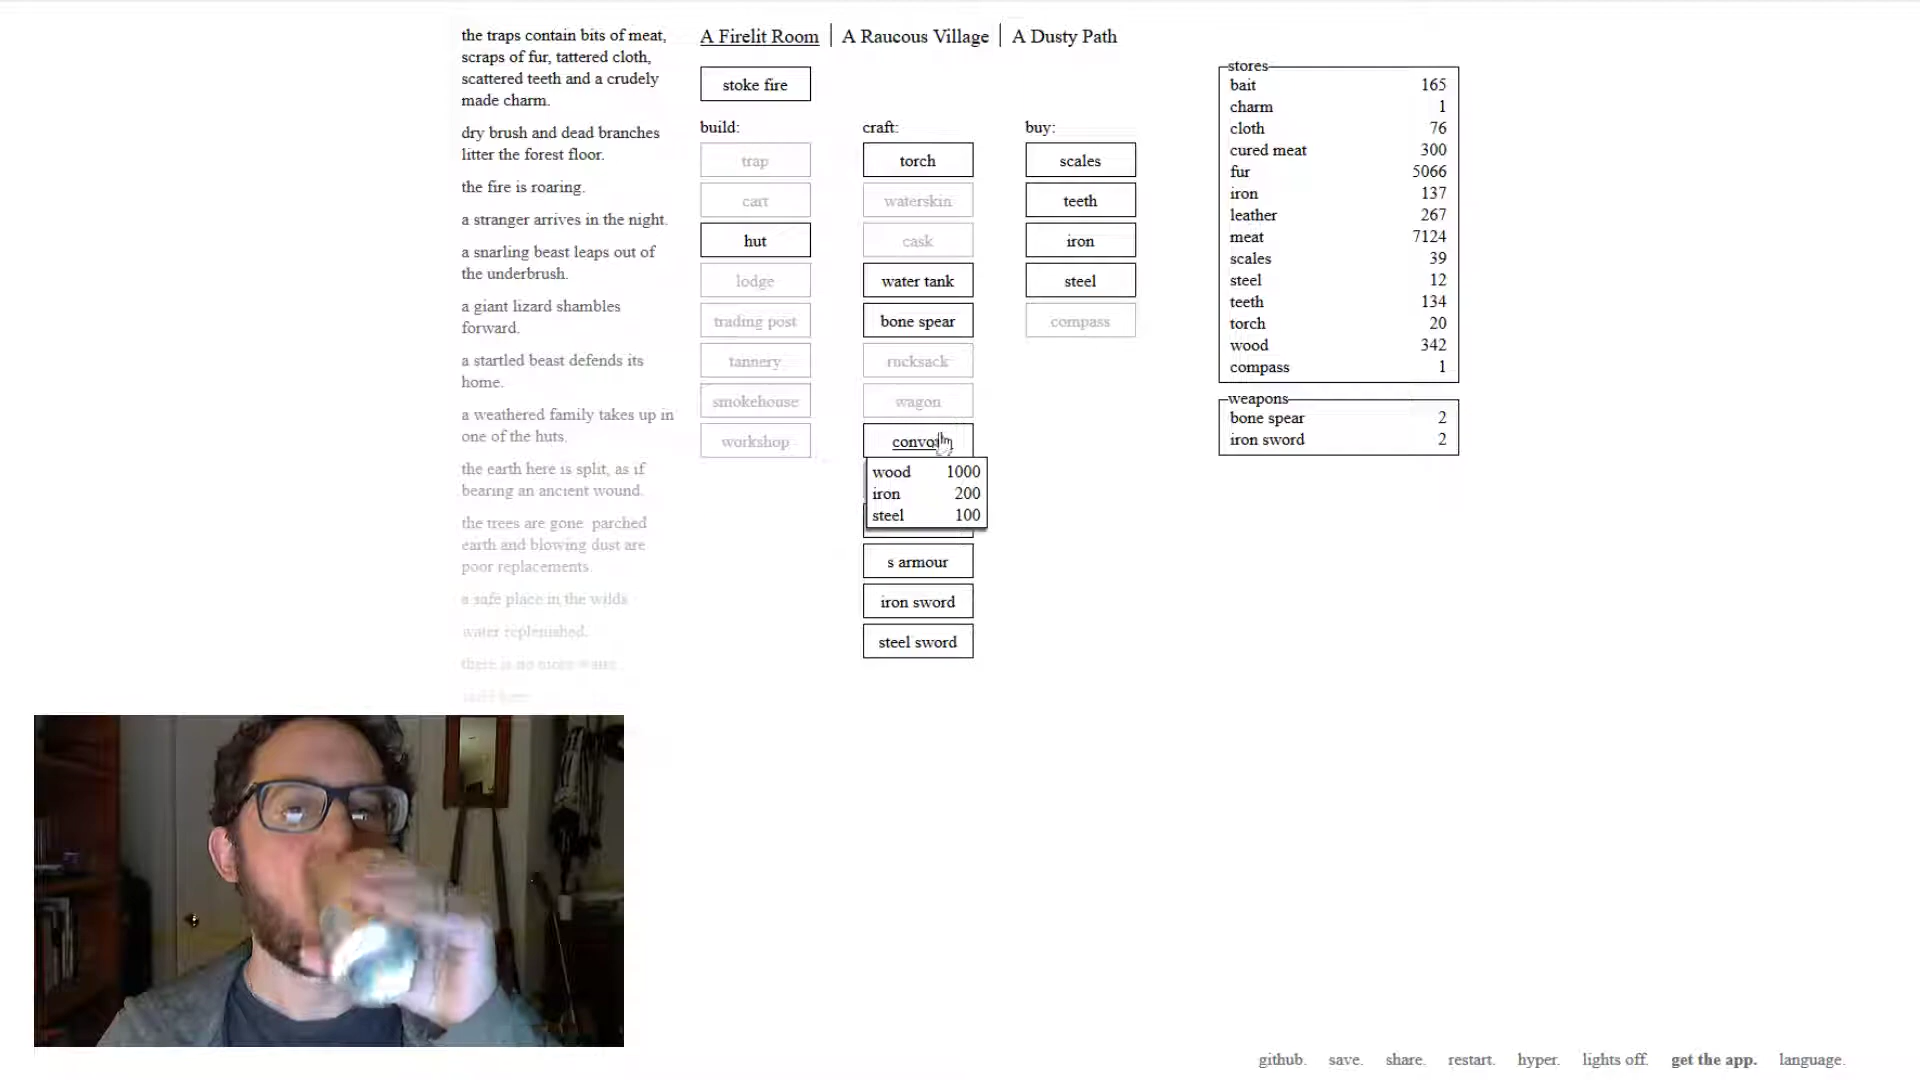 the traps contain bits of meat,
scraps of fur, tattered cloth,
scattered teeth and a crudely
made charm.
dry brush and dead branches
litter the forest floor.
the fire is roaring.
a stranger arrives in the night.
a snarling beast leaps out of
the underbrush.
a giant lizard shambles
forward.
a startled beast defends its
home.
a weathered family takes up in
one of the huts.
the earth here is split, as if
bearing an ancient wound.
the trees are gone parched
earth and blowing dust are
poor replacements.
a safe place in the wilds
water replenished.
there is no more
A Firelit Room
A Raucous Village
A Dusty Path
stoke fire
build:
trap
cart
hut
lodge
trading post
tannery
smokehouse
workshop
craft:
torch
waterskin
cask
water tank
bone spear
rucksack
wagon
wood 1000
iron 200
steel 100
s armour
iron sword
steel sword
buy:
scales
teeth
iron
steel
compass
stores
bait 165
charm 1
cloth 76
cured meat 300
fur 5066
iron 137
leather 267
meat 7124
scales 39
steel 12
teeth 134
torch 20
wood 342
compass 1
weapons
bone spear 2
iron sword 2
github. save. share. restart. hyper. lights off. get the app. language.